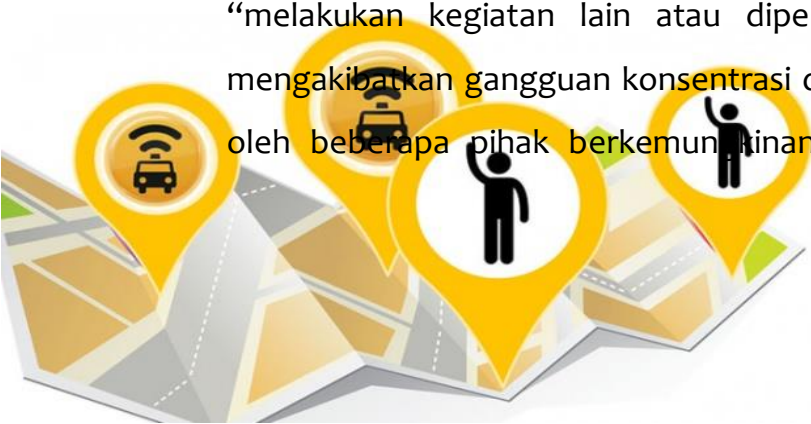 “melakukan kegiatan lain atau dipe
mengakibatkan gangguan konsentrasi
oleh beberapa pihak berkemungkinan